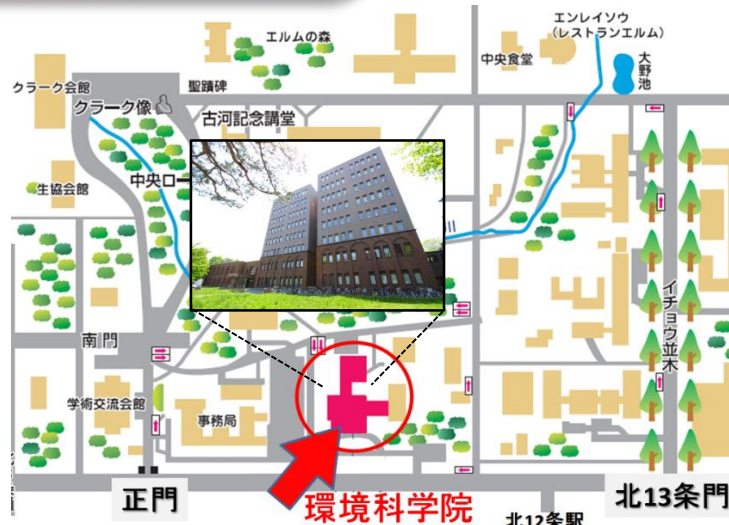 エンレイソウ
(レストランエルム)
エルムの森
中央食堂
大野池
クラーク会館
聖蹟碑
クラーク像
古河記念講堂
生協会館
中央ロー
川
イチョウ並木
南門
学術交流会館
事務局
正門
環境科学院
北12条駅
北13条門